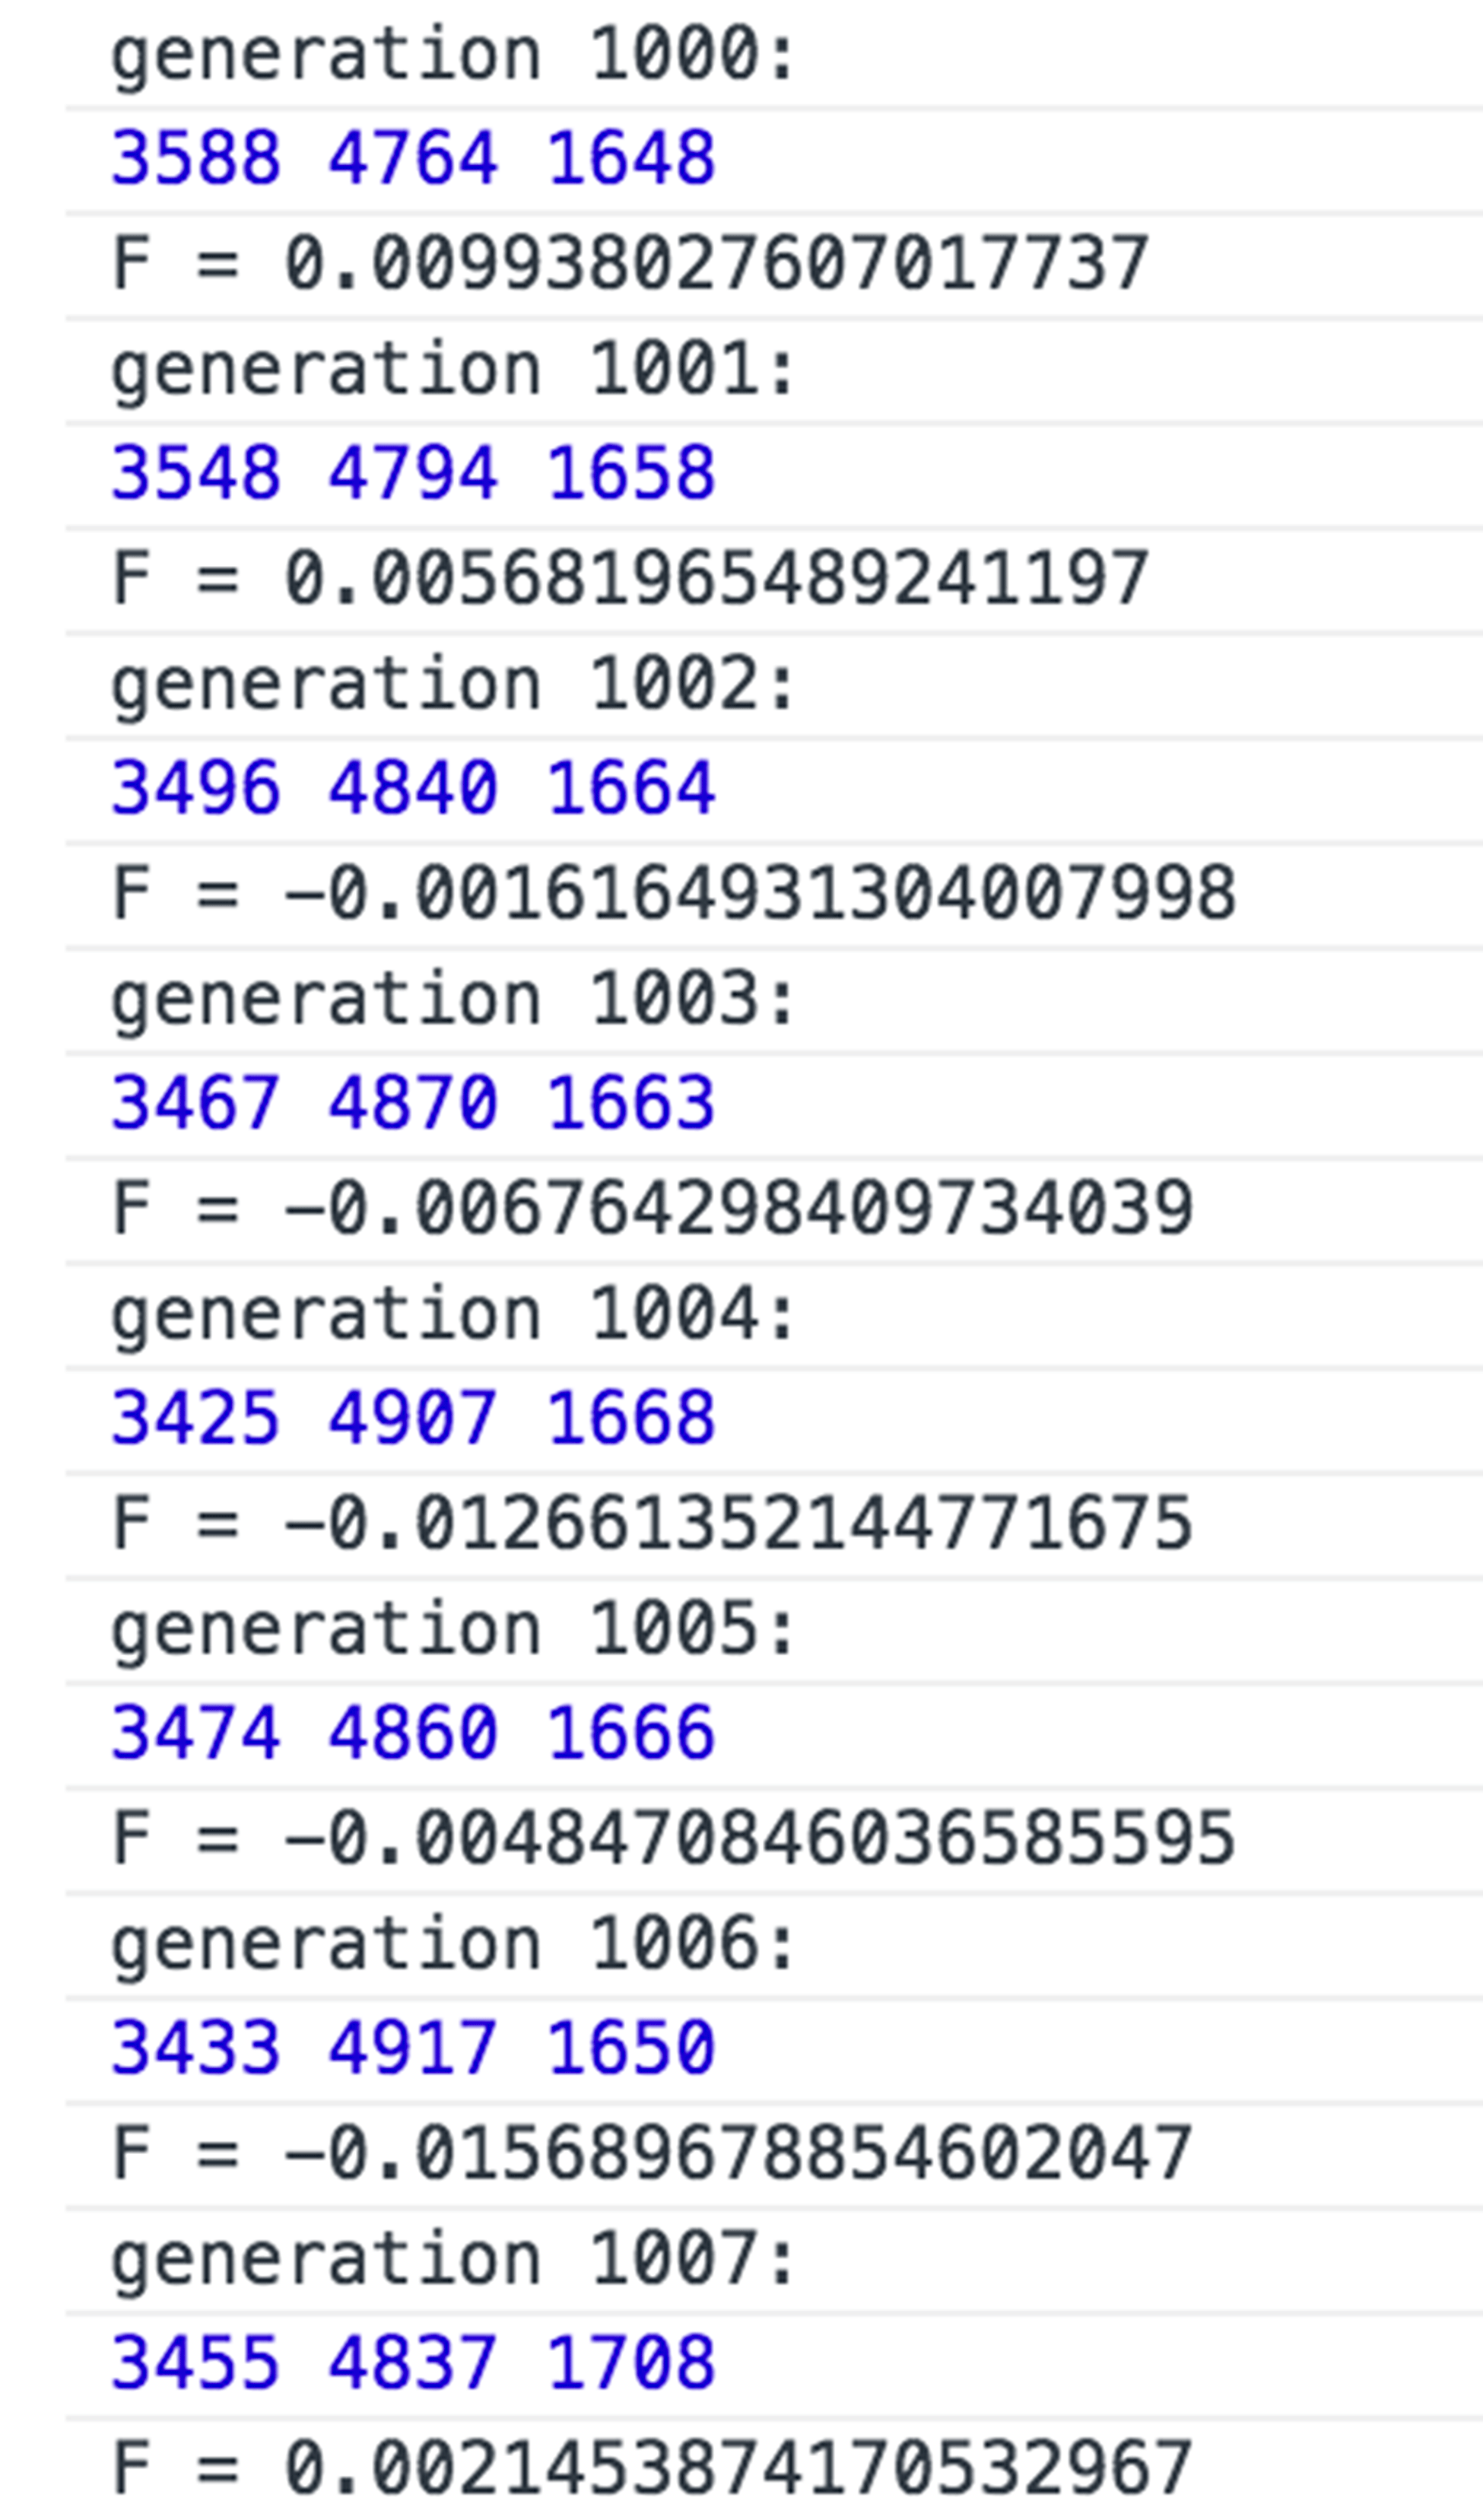 generation 1000:
3588 4764 1648
F = 0.009938027607017737
generation 1001:
3548 4794 1658
F = 0.005681965489241197
generation 1002:
3496 4840 1664
F = −0.0016164931304007998
generation 1003:
3467 4870 1663
F = −0.006764298409734039
generation 1004:
3425 4907 1668
F = −0.012661352144771675
generation 1005:
3474 4860 1666
F = −0.0048470846036585595
generation 1006:
3433 4917 1650
F = −0.015689678854602047
generation 1007:
3455 4837 1708
F = 0.002145387417053296​7